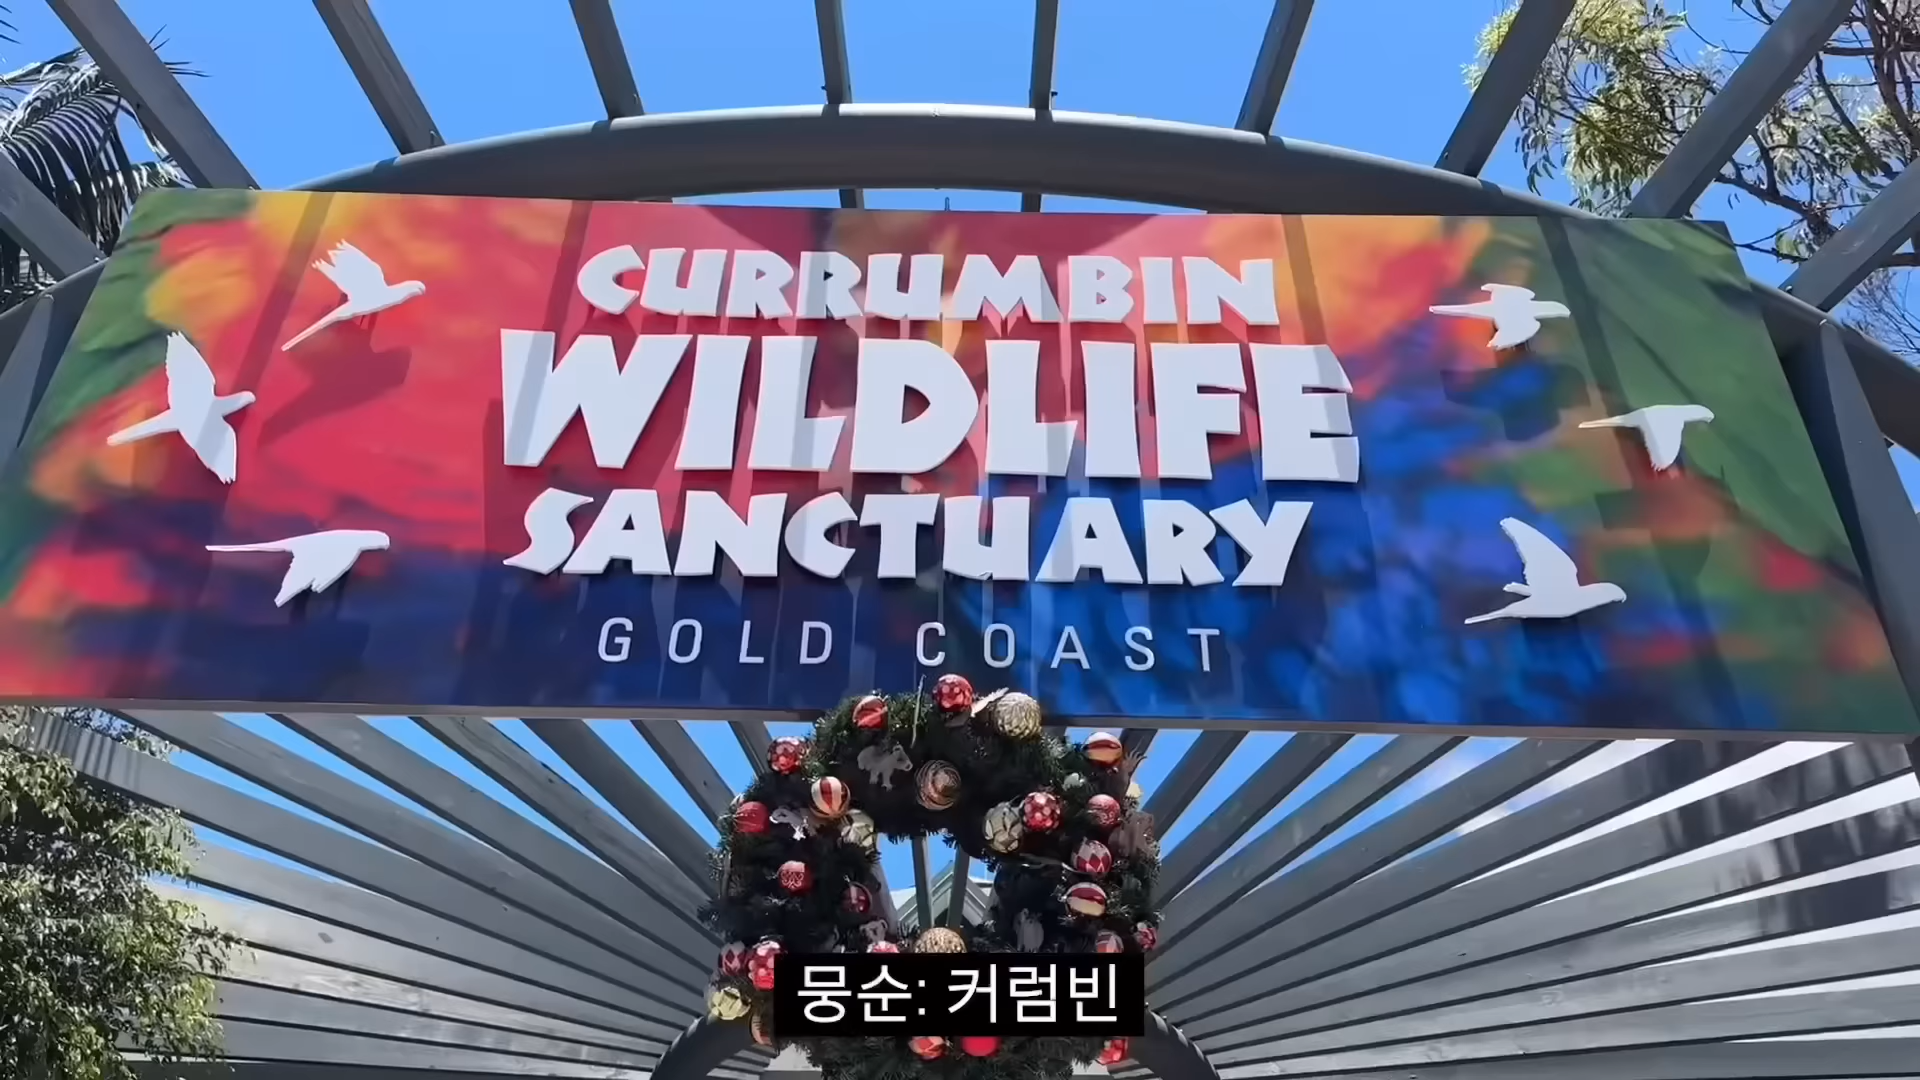 CURRUMBIN
WILDLIFE
SANCTUARY
GOLD COAST
뭉순: 커럼빈